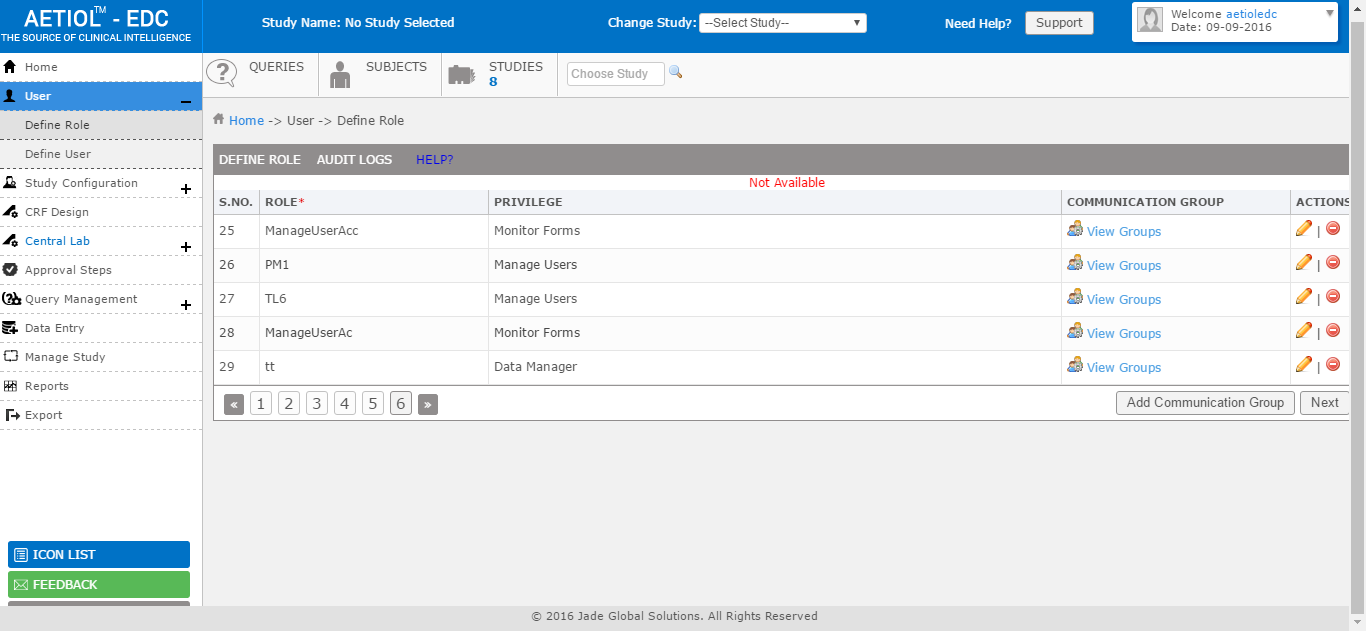 AETIOL™ - EDC
THE SOURCE OF CLINICAL INTELLIGENCE
Study Name: No Study Selected
Change Study: --Select Study--
Need Help? Support
Welcome aetioledc
Date: 09-09-2016
Home
User
Define Role
Define User
Study Configuration
CRF Design
Central Lab
Approval Steps
Query Management
Data Entry
Manage Study
Reports
Export
ICON LIST
FEEDBACK
QUERIES
SUBJECTS
STUDIES
8
Choose Study
Home -> User -> Define Role
DEFINE ROLE AUDIT LOGS HELP?
Not Available
S.NO. ROLE* PRIVILEGE COMMUNICATION GROUP ACTIONS
25 ManageUserAcc Monitor Forms View Groups |
26 PM1 Manage Users View Groups |
27 TL6 Manage Users View Groups |
28 ManageUserAc Monitor Forms View Groups |
29 tt Data Manager View Groups |
« 1 2 3 4 5 6 » Add Communication Group Next
© 2016 Jade Global Solutions. All Rights Reserved